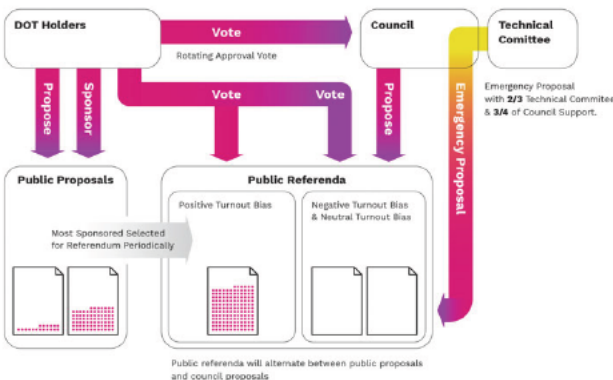 DOT Holders
Vote
Rotating Approval Vote
Council
Technical
Comittee
Propose
Sponsor
Vote
Vote
Propose
Emergency Proposal
Emergency Proposal
with 2/3 Technical Commitee
& 3/4 of Council Support.
Public Proposals
Public Referenda
Positive Turnout Bias
Negative Turnout Bias
& Neutral Turnout Bias
Most Sponsored Selected
for Referendum Periodically
Public referenda will alternate between public proposals
and council proposals